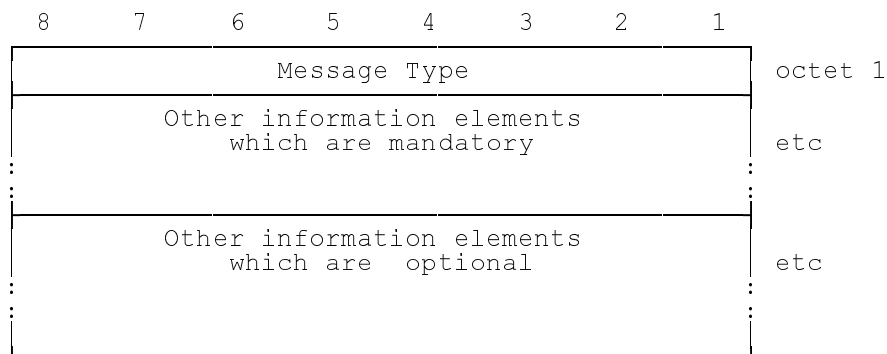 8 7 6 5 4 3 2 1
Message Type octet 1
Other information elements
which are mandatory etc
Other information elements
which are optional etc